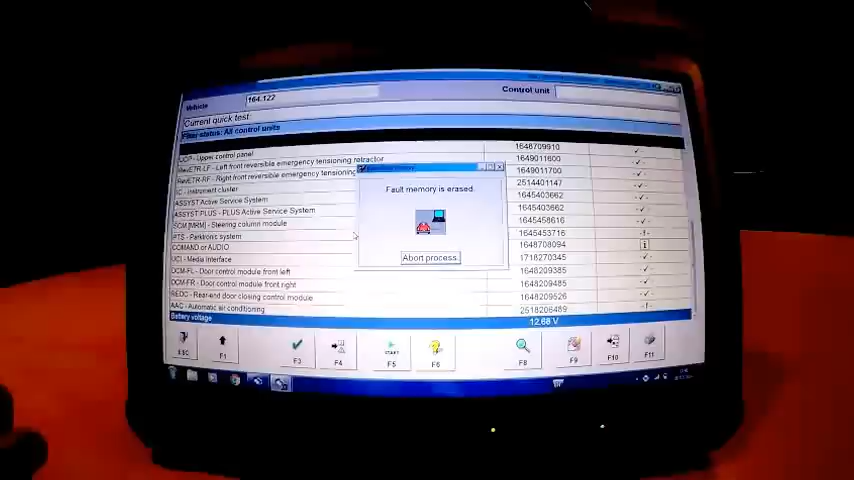 Vehicle 164.122 Control unit
Current quick test
Filter status: All control units
UCP - Upper control panel 1648709910 - ✓ -
RevETR-LF - Left front reversible emergency tensioning retractor 1649011600 - ✓ -
RevETR-RF - Right front reversible emergency tensioning 1649011700 - ✓ -
IC - Instrument cluster 2514401147 - ✓ -
ASSYST Active Service System 1645403662 - ✓ -
ASSYST PLUS - PLUS Active Service System 1645403662 - ✓ -
SCM [MRM] - Steering column module 1645458616 - ✓ -
PTS - Parktronic system 1645453716 - f -
COMAND or AUDIO 1648708094 i
UCI - Media Interface 1718270345 - ✓ -
DCM-FL - Door control module front left 1648209385 - ✓ -
DCM-FR - Door control module front right 1648209485 - ✓ -
REDC - Rear-end door closing control module 1648209526 - ✓ -
AAC - Automatic air conditioning 2518206489 - f -
Battery voltage 12.68 V
Fault memory is erased.
Abort process.
ESC F1 F3 F4 START F5 F6 F8 F9 F10 F11